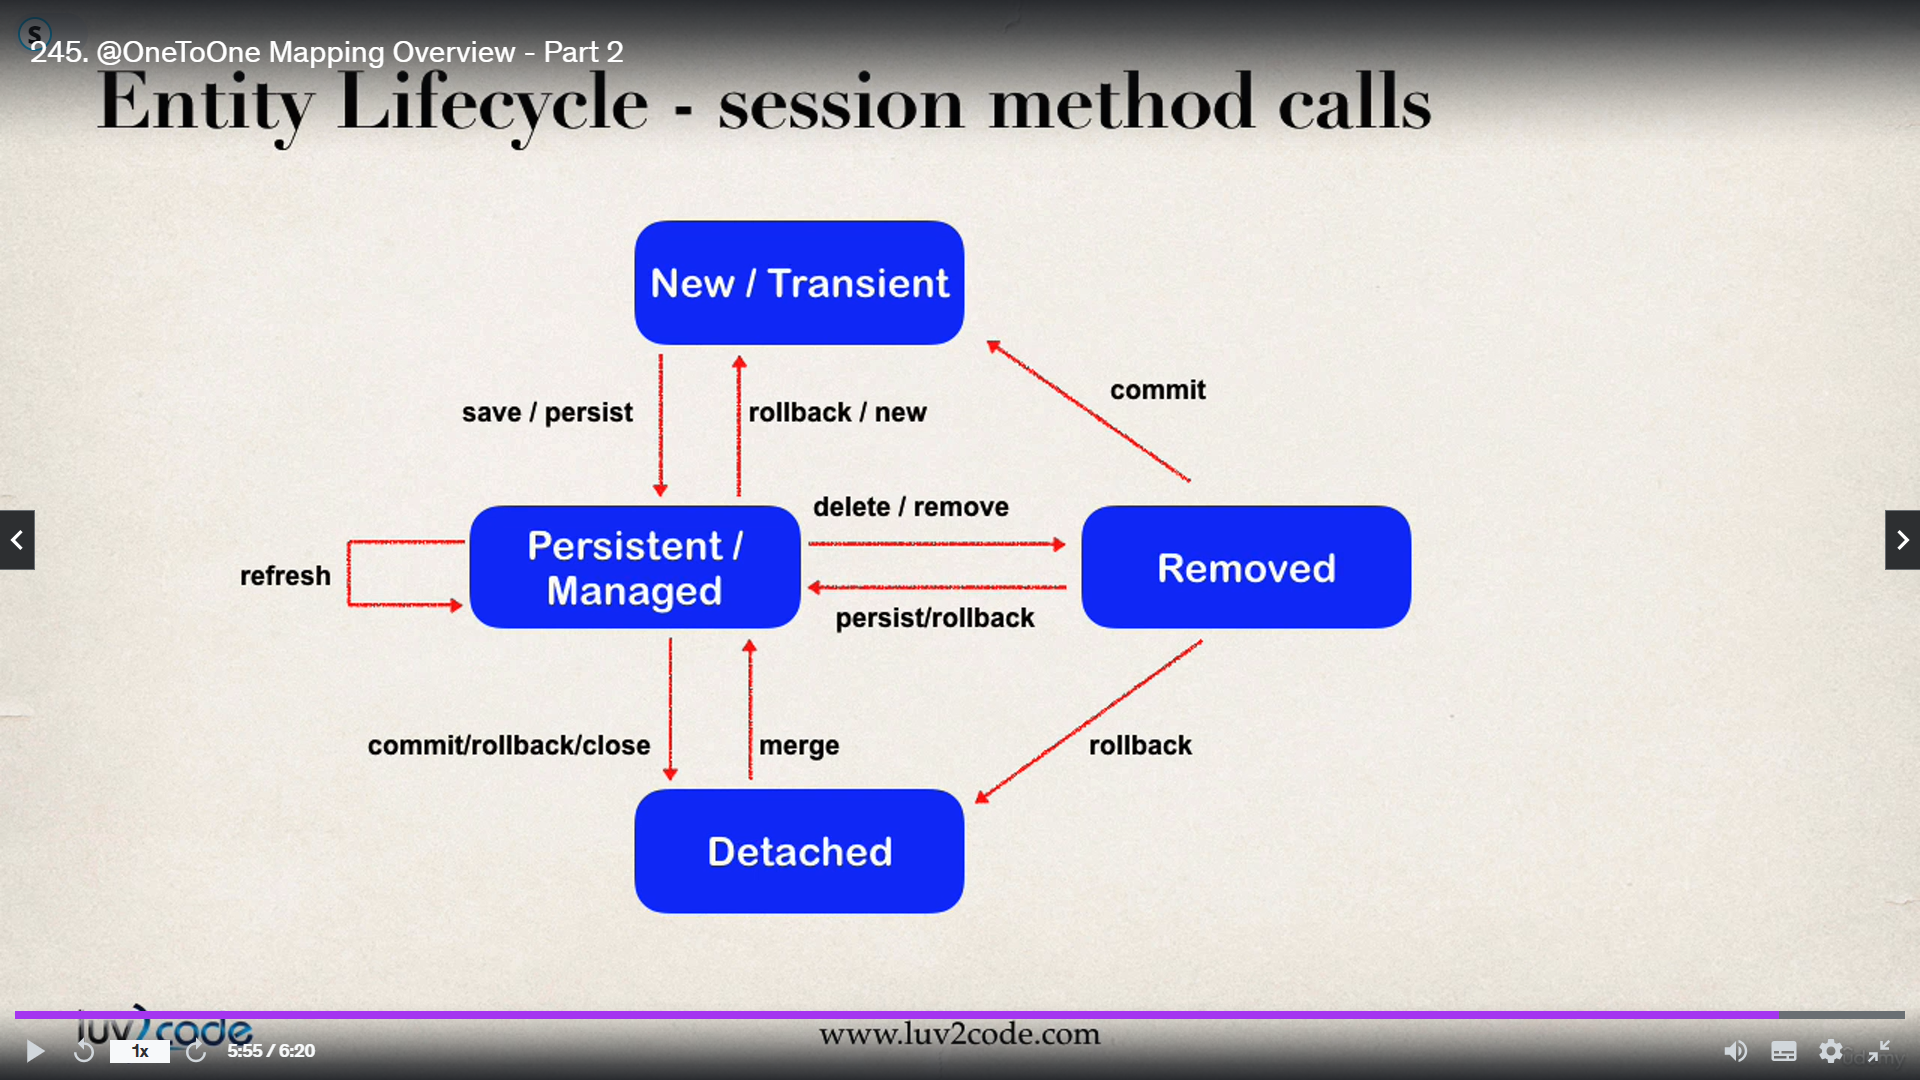 S
245. @OneToOne Mapping Overview - Part 2
Entity Lifecycle - session method calls
New / Transient
commit
save / persist
rollback / new
delete / remove
Persistent /
Managed
Removed
refresh
persist/rollback
commit/rollback/close
merge
rollback
Detached
luv2code
www.luv2code.com
1x
5:55 / 6:20
udemy